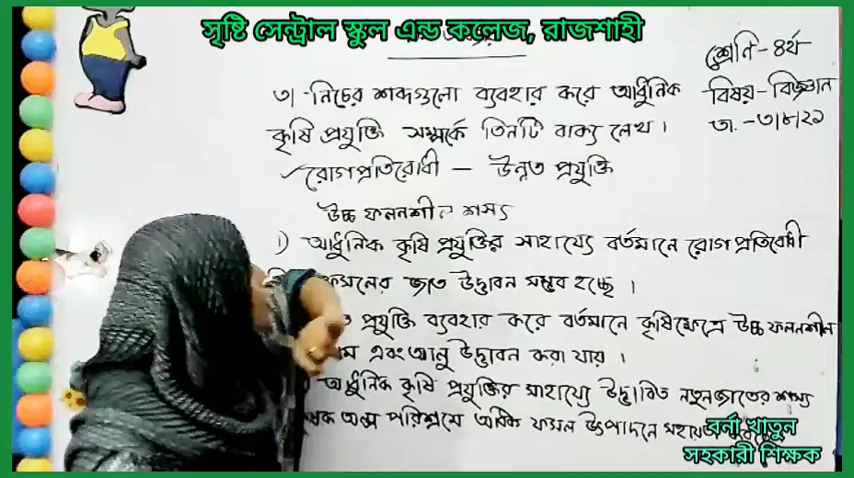 সৃষ্টি সেন্ট্রাল স্কুল এন্ড কলেজ, রাজশাহী
শ্রেণি - ৪র্থ
বিষয় - বিজ্ঞান
তা. - ৩/৮/২১
৩। নিচের শব্দগুলো ব্যবহার করে আধুনিক
কৃষি প্রযুক্তি সম্পর্কে তিনটি বাক্য লেখ।
রোগপ্রতিরোধী — উন্নত প্রযুক্তি
উচ্চ ফলনশীল শস্য
১) আধুনিক কৃষি প্রযুক্তির সাহায্যে বর্তমানে রোগ প্রতিরোধী
জাত উদ্ভাবন সম্ভব হচ্ছে।
প্রযুক্তি ব্যবহার করে বর্তমানে কৃষিক্ষেত্রে উচ্চ ফলনশীল
এবং আলু উদ্ভাবন করা যায়।
আধুনিক কৃষি প্রযুক্তির সাহায্যে উদ্ভাবিত নতুন জাতের শস্য
অল্প পরিশ্রমে অধিক ফসল উৎপাদনে
বর্না খাতুন
সহকারী শিক্ষক